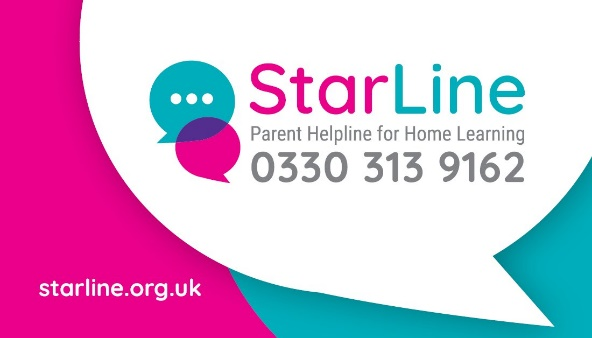 StarLine
Parent Helpline for Home Learning
0330 313 9162
starline.org.uk